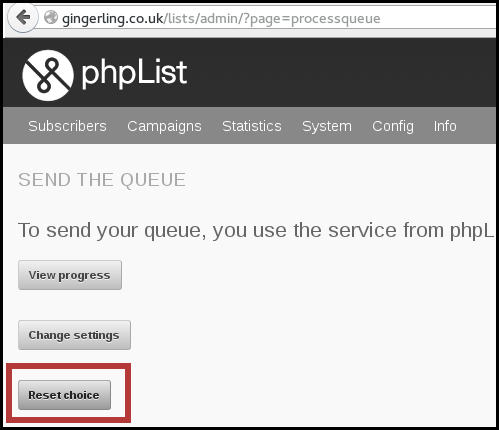 gingerling.co.uk/lists/admin/?page=processqueue
phpList
Subscribers Campaigns Statistics System Config Info
SEND THE QUEUE
To send your queue, you use the service from phpL
View progress
Change settings
Reset choice